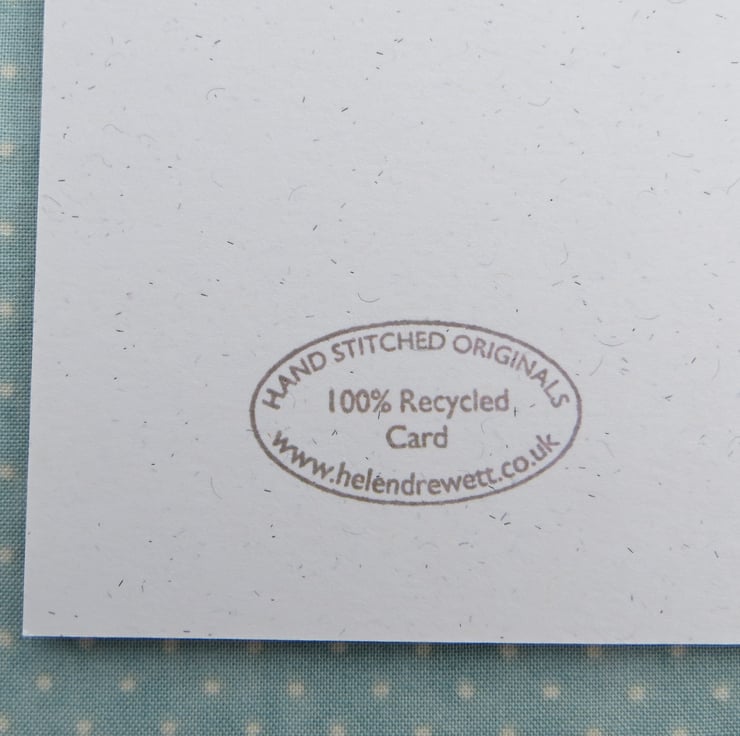 HAND STITCHED ORIGINALS
100% Recycled
Card
www.helendrewett.co.uk